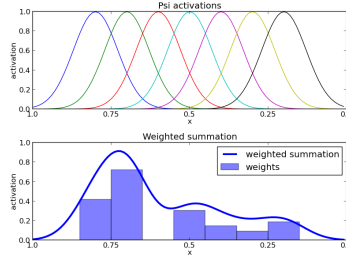 Psi activations
1.0
0.8
0.6
0.4
0.2
0.0
activation
1.0 0.75 0.5 0.25 0.
x
Weighted summation
1.0
0.8
0.6
0.4
0.2
0.0
activation
weighted summation
weights
1.0 0.75 0.5 0.25 0.
x